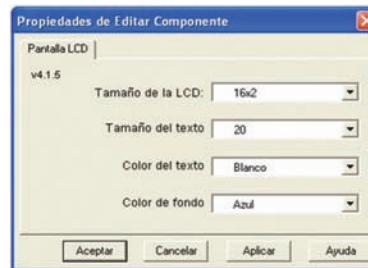 Propiedades de Editar Componente
Pantalla LCD
v4.1.5
Tamaño de la LCD: 16x2
Tamaño del texto 20
Color del texto Blanco
Color de fondo Azul
Aceptar Cancelar Aplicar Ayuda